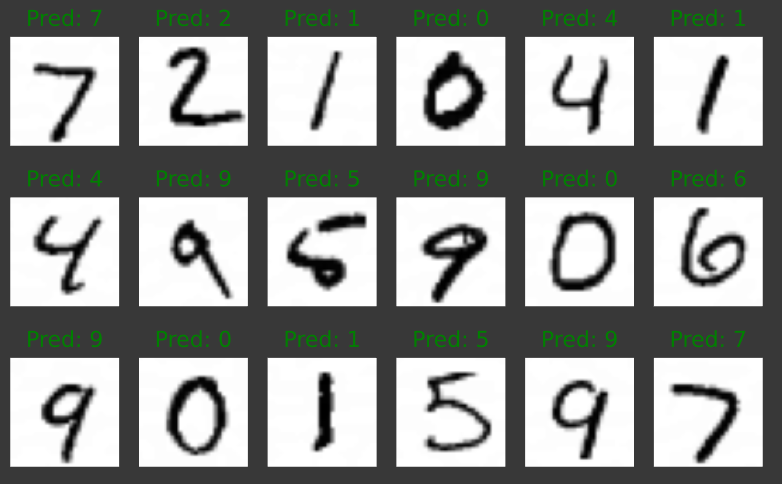 Pred: 7 Pred: 2 Pred: 1 Pred: 0 Pred: 4 Pred: 1
7 2 1 0 4 1
Pred: 4 Pred: 9 Pred: 5 Pred: 9 Pred: 0 Pred: 6
4 9 5 9 0 6
Pred: 9 Pred: 0 Pred: 1 Pred: 5 Pred: 9 Pred: 7
9 0 1 5 9 7